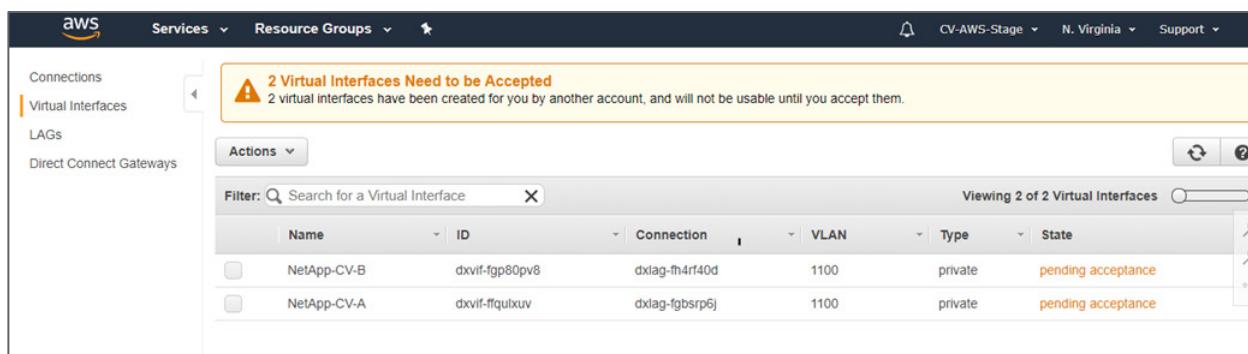 aws Services Resource Groups CV-AWS-Stage N. Virginia Support
Connections
Virtual Interfaces
LAGs
Direct Connect Gateways
2 Virtual Interfaces Need to be Accepted
2 virtual interfaces have been created for you by another account, and will not be usable until you accept them.
Actions
Filter: Search for a Virtual Interface Viewing 2 of 2 Virtual Interfaces
Name ID Connection VLAN Type State
NetApp-CV-B dxvif-fgp80pv8 dxlag-fh4rf40d 1100 private pending acceptance
NetApp-CV-A dxvif-ffqulxuv dxlag-fgbsrp6j 1100 private pending acceptance